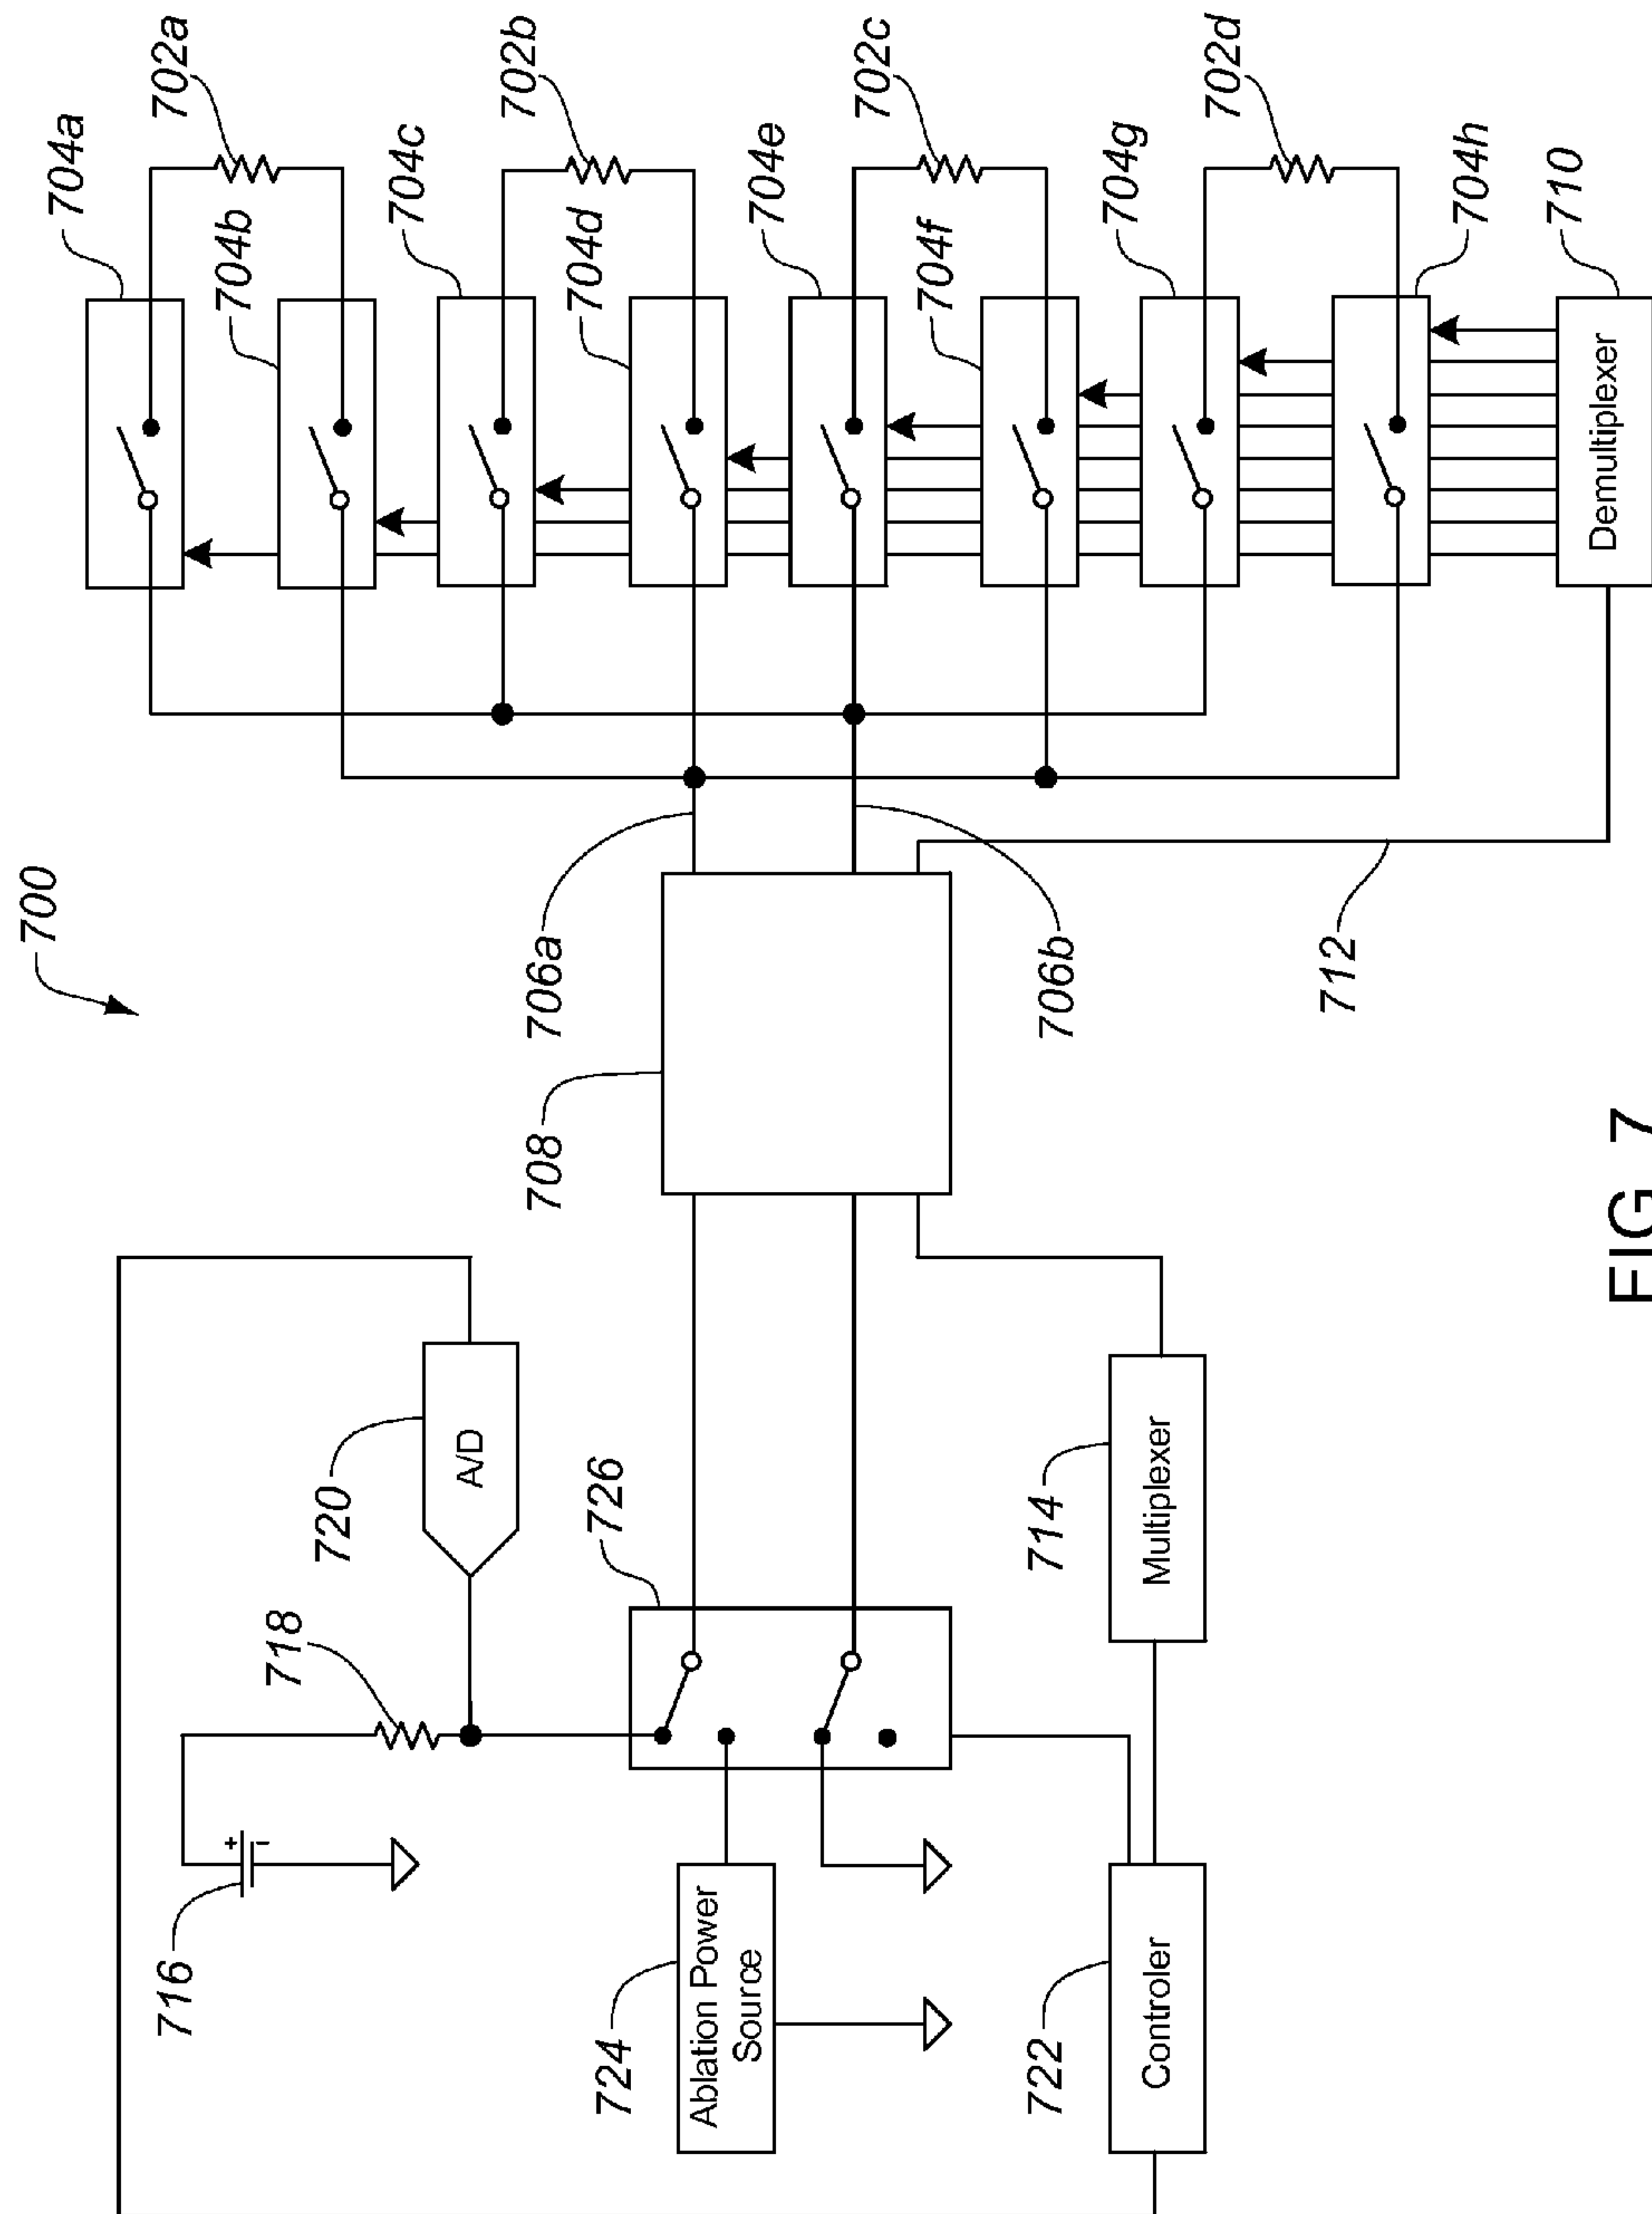 700
716
718
720
A/D
724
Ablation Power
Source
726
722
Controler
714
Multiplexer
708
706a
706b
712
704a
702a
704b
704c
702b
704d
704e
702c
704f
704g
702d
704h
710
Demultiplexer
+
-
FIG. 7